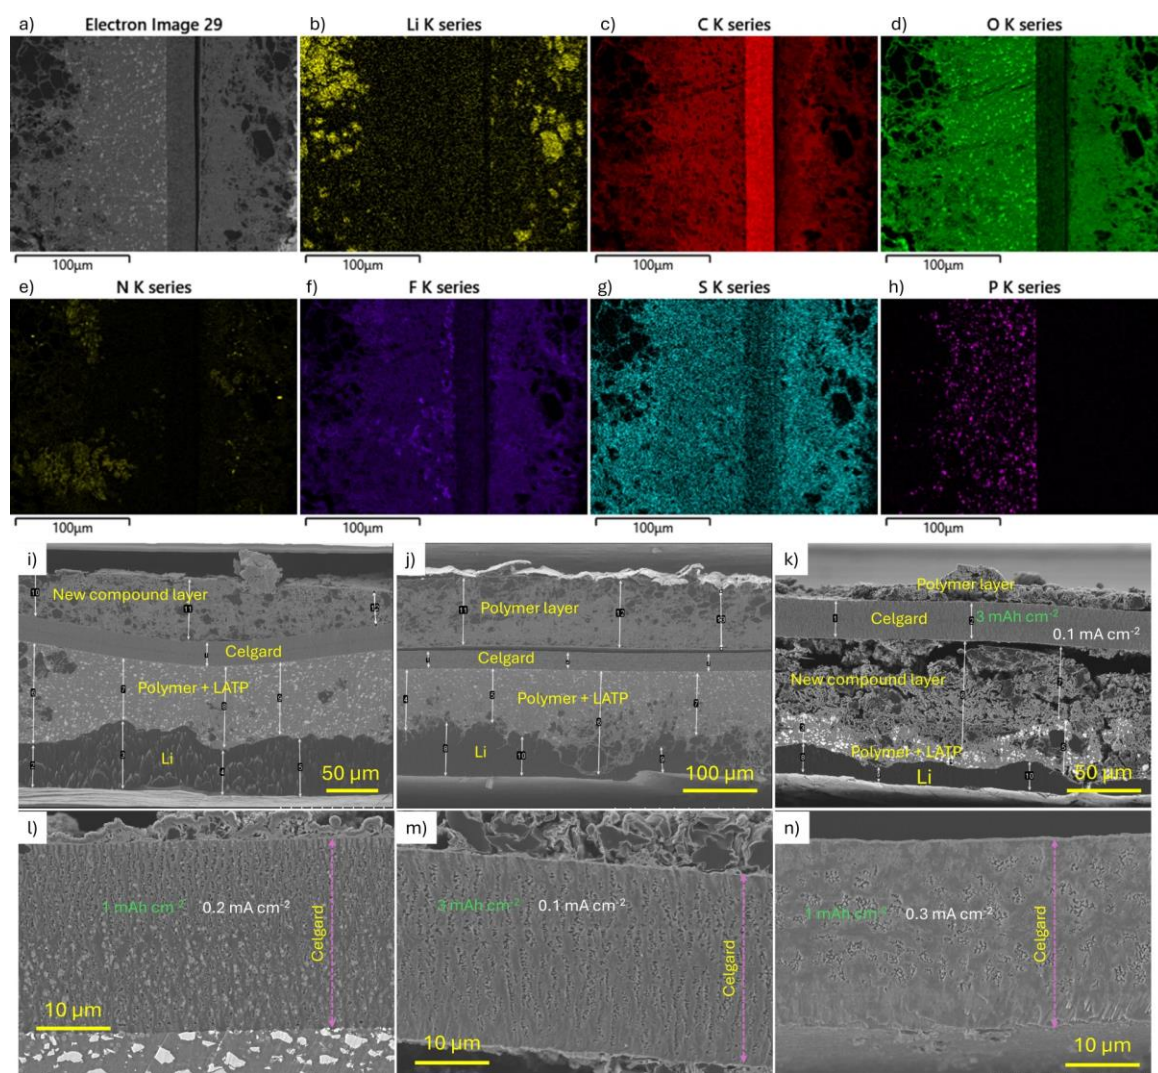 a) Electron Image 29
b) Li K series
c) C K series
d) O K series
100µm
100µm
100µm
100µm
e) N K series
f) F K series
g) S K series
h) P K series
100µm
100µm
100µm
100µm
i)
New compound layer
11
Celgard
Polymer + LATP
Li
50 µm
j)
Polymer layer
11
12
Celgard
Polymer + LATP
Li
100 µm
k)
Polymer layer
Celgard
3 mAh cm-2
0.1 mA cm-2
New compound layer
Polymer + LATP
Li
10
50 µm
l)
1 mAh cm-2 0.2 mA cm-2
Celgard
10 µm
m)
3 mAh cm-2 0.1 mA cm-2
Celgard
10 µm
n)
1 mAh cm-2 0.3 mA cm-2
Celgard
10 µm